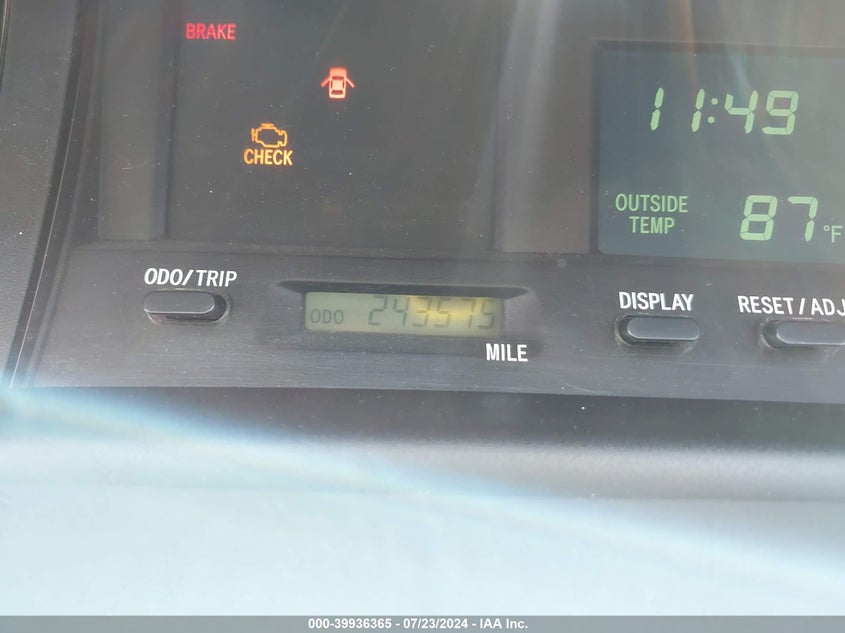 BRAKE
CHECK
11:49
OUTSIDE
TEMP
87°F
ODO/TRIP
ODO 243575
MILE
DISPLAY
RESET/ADJ
000-39936365 - 07/23/2024 - IAA Inc.